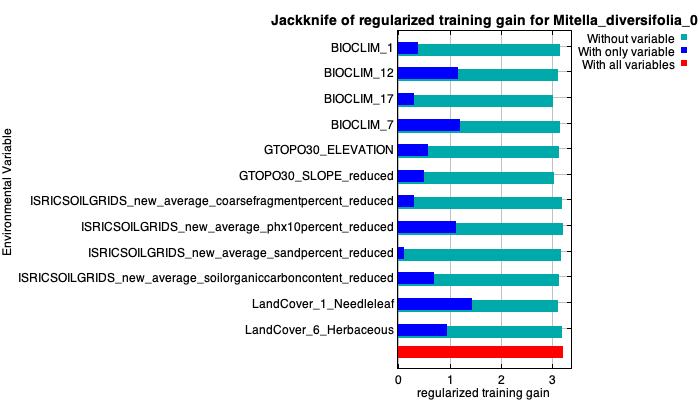 Jackknife of regularized training gain for Mitella_diversifolia_0
Without variable
With only variable
With all variables
Environmental Variable
BIOCLIM_1
BIOCLIM_12
BIOCLIM_17
BIOCLIM_7
GTOPO30_ELEVATION
GTOPO30_SLOPE_reduced
ISRICSOILGRIDS_new_average_coarsefragmentpercent_reduced
ISRICSOILGRIDS_new_average_phx10percent_reduced
ISRICSOILGRIDS_new_average_sandpercent_reduced
ISRICSOILGRIDS_new_average_soilorganiccarboncontent_reduced
LandCover_1_Needleleaf
LandCover_6_Herbaceous
0 1 2 3
regularized training gain